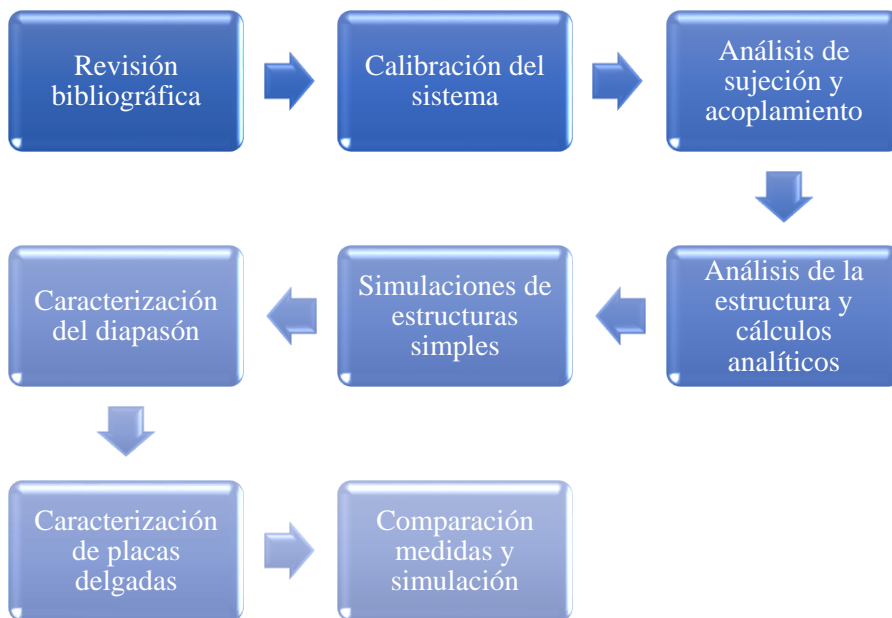 Revisión
bibliográfica
Calibración del
sistema
Análisis de
sujeción y
acoplamiento
Análisis de la
estructura y
cálculos
analíticos
Simulaciones de
estructuras
simples
Caracterización
del diapasón
Caracterización
de placas
delgadas
Comparación
medidas y
simulación